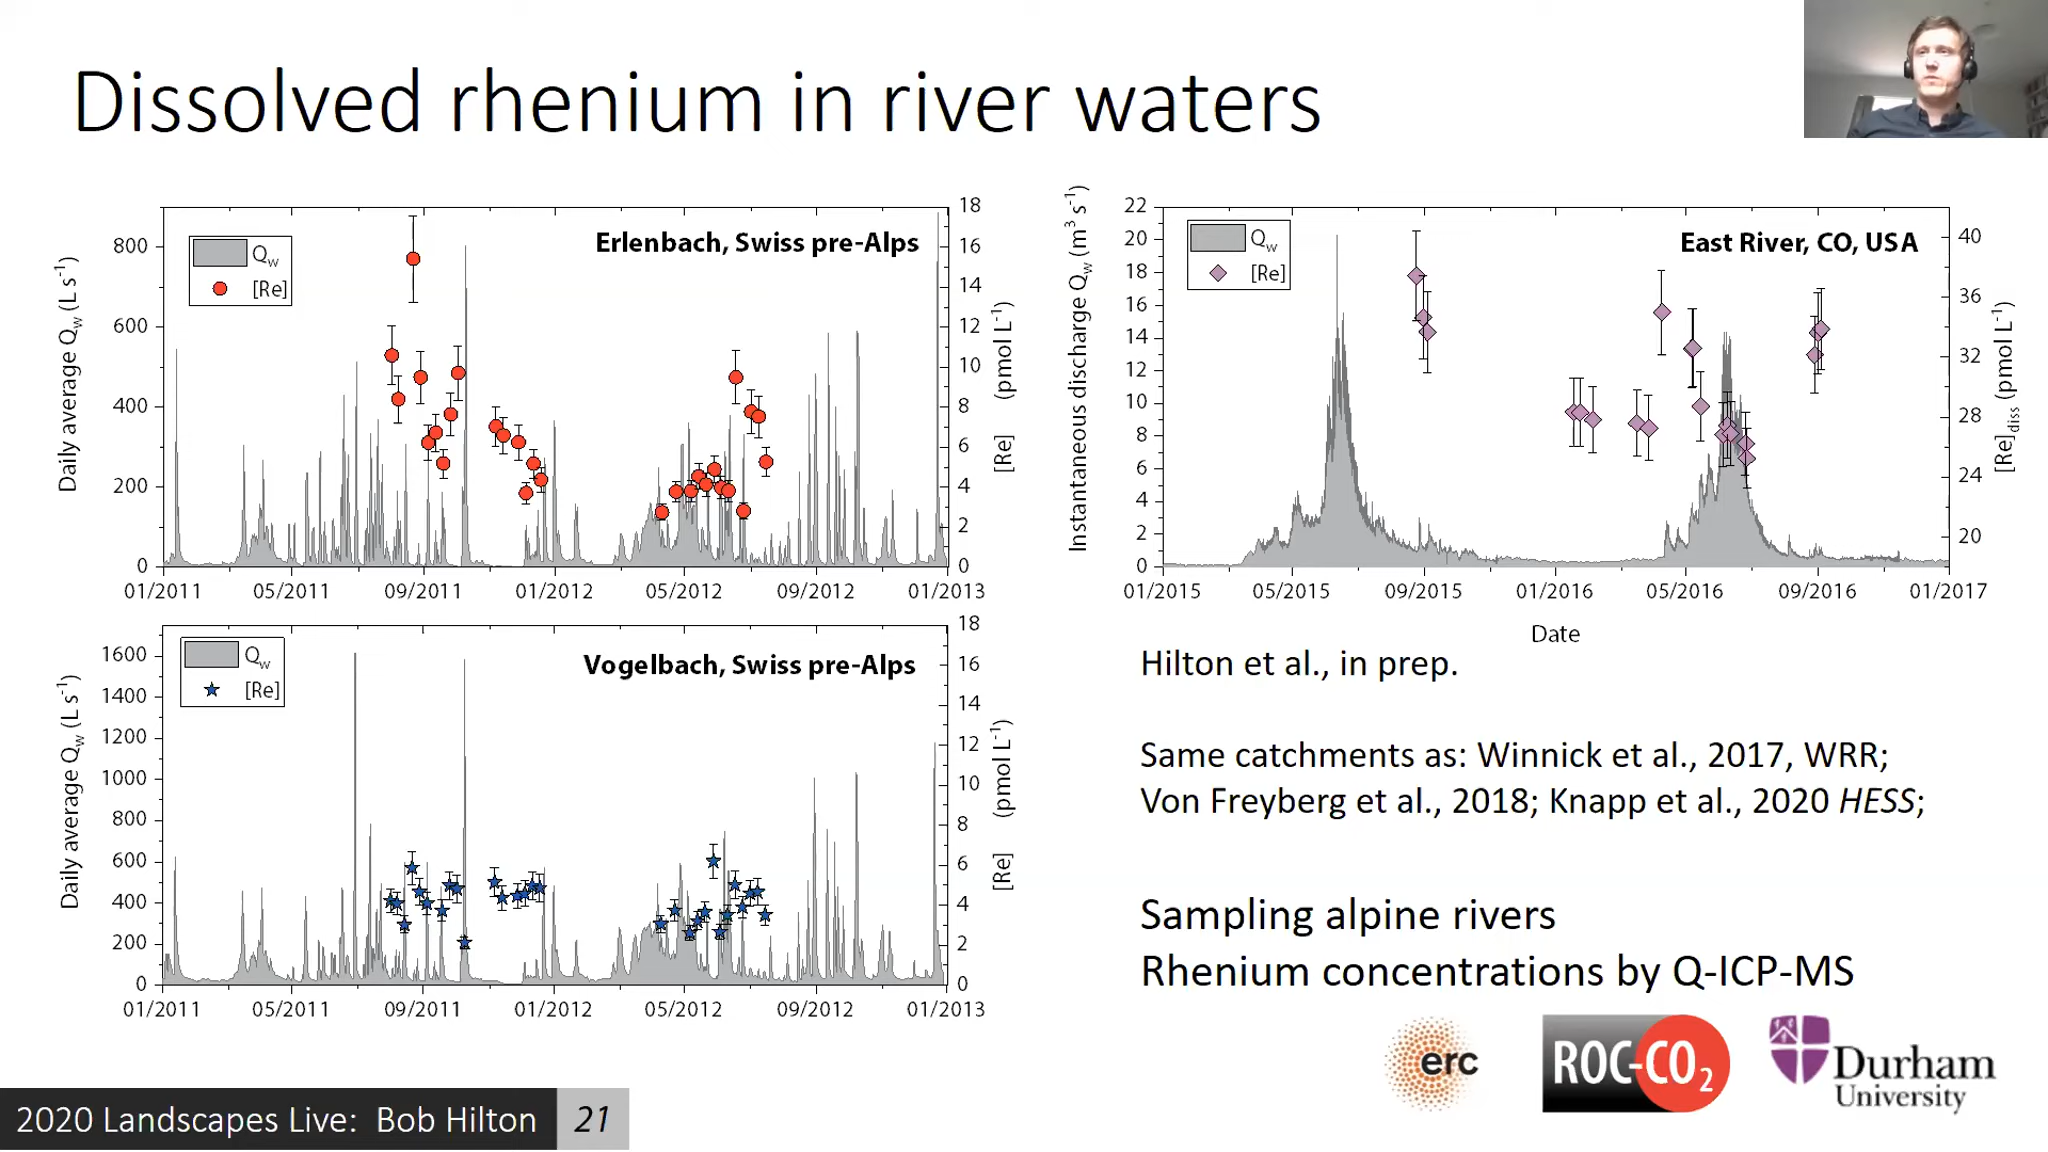 Dissolved rhenium in river waters
Erlenbach, Swiss pre-Alps
Qw
[Re]
Daily average Qw (L s-1)
800
600
400
200
0
18
16
14
12
10
8
6
4
2
0
[Re] (pmol L-1)
01/2011 05/2011 09/2011 01/2012 05/2012 09/2012 01/2013
Vogelbach, Swiss pre-Alps
Qw
[Re]
Daily average Qw (L s-1)
1600
1400
1200
1000
800
600
400
200
0
18
16
14
12
10
8
6
4
2
0
[Re] (pmol L-1)
01/2011 05/2011 09/2011 01/2012 05/2012 09/2012 01/2013
East River, CO, USA
Qw
[Re]
Instantaneous discharge Qw (m3 s-1)
22
20
18
16
14
12
10
8
6
4
2
0
40
36
32
28
24
20
[Re]diss (pmol L-1)
01/2015 05/2015 09/2015 01/2016 05/2016 09/2016 01/2017
Date
Hilton et al., in prep.
Same catchments as: Winnick et al., 2017, WRR;
Von Freyberg et al., 2018; Knapp et al., 2020 HESS;
Sampling alpine rivers
Rhenium concentrations by Q-ICP-MS
erc
ROC-CO2
Durham
University
2020 Landscapes Live: Bob Hilton 21